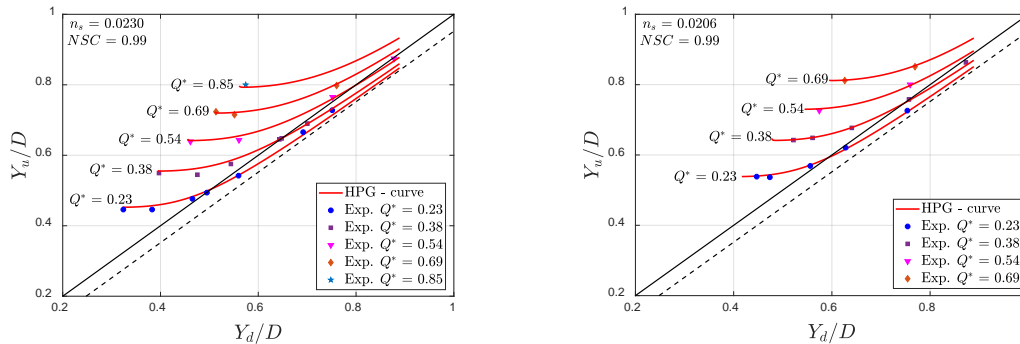 n_s = 0.0230
NSC = 0.99
Q* = 0.85
Q* = 0.69
Q* = 0.54
Q* = 0.38
Q* = 0.23
HPG - curve
Exp. Q* = 0.23
Exp. Q* = 0.38
Exp. Q* = 0.54
Exp. Q* = 0.69
Exp. Q* = 0.85
1
0.8
0.6
0.4
0.2
0.2 0.4 0.6 0.8 1
Y_u/D
Y_d/D
n_s = 0.0206
NSC = 0.99
Q* = 0.69
Q* = 0.54
Q* = 0.38
Q* = 0.23
HPG - curve
Exp. Q* = 0.23
Exp. Q* = 0.38
Exp. Q* = 0.54
Exp. Q* = 0.69
1
0.8
0.6
0.4
0.2
0.2 0.4 0.6 0.8
Y_u/D
Y_d/D